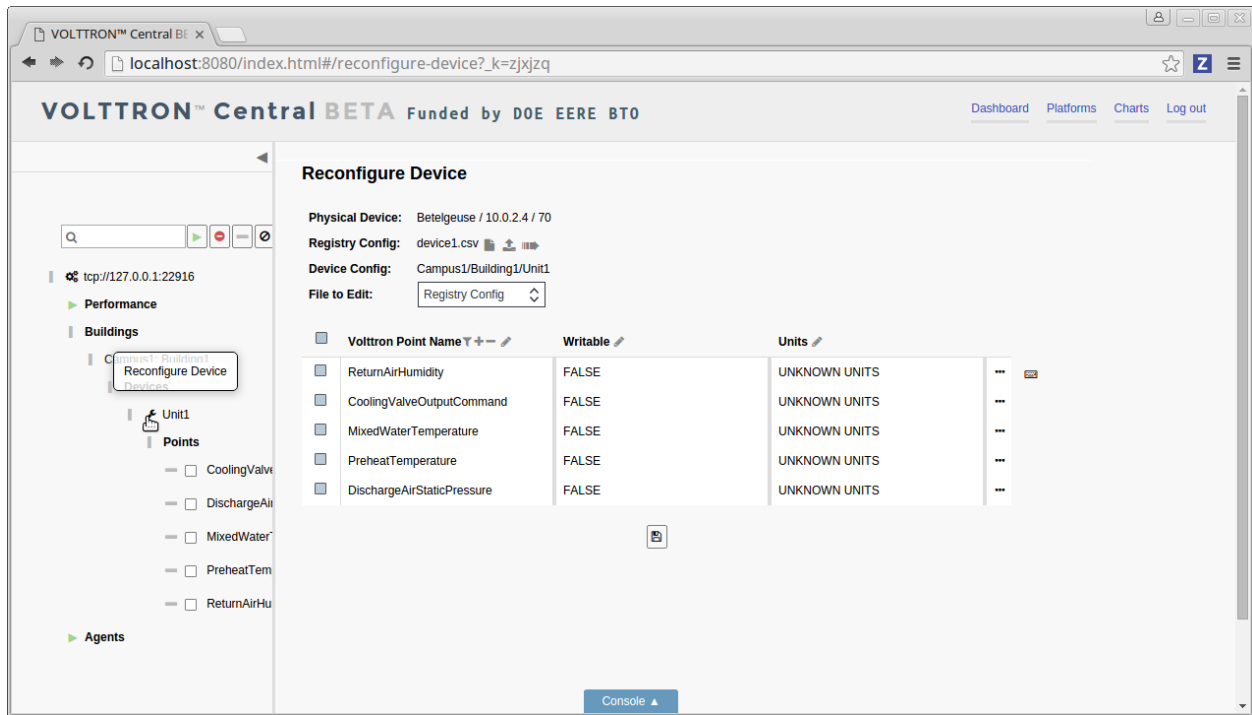 VOLTTRON™ Central BE
localhost:8080/index.html#/reconfigure-device?_k=zjxjzq
Z
VOLTTRON™ Central BETA Funded by DOE EERE BTO
Dashboard Platforms Charts Log out
tcp://127.0.0.1:22916
Performance
Buildings
Campus1: Building1
Reconfigure Device
Devices
Unit1
Points
CoolingValve
DischargeAi
MixedWater
PreheatTem
ReturnAirHu
Agents
Reconfigure Device
Physical Device: Betelgeuse / 10.0.2.4 / 70
Registry Config: device1.csv
Device Config: Campus1/Building1/Unit1
File to Edit: Registry Config
Volttron Point Name Writable Units
ReturnAirHumidity FALSE UNKNOWN UNITS
CoolingValveOutputCommand FALSE UNKNOWN UNITS
MixedWaterTemperature FALSE UNKNOWN UNITS
PreheatTemperature FALSE UNKNOWN UNITS
DischargeAirStaticPressure FALSE UNKNOWN UNITS
Console ▲